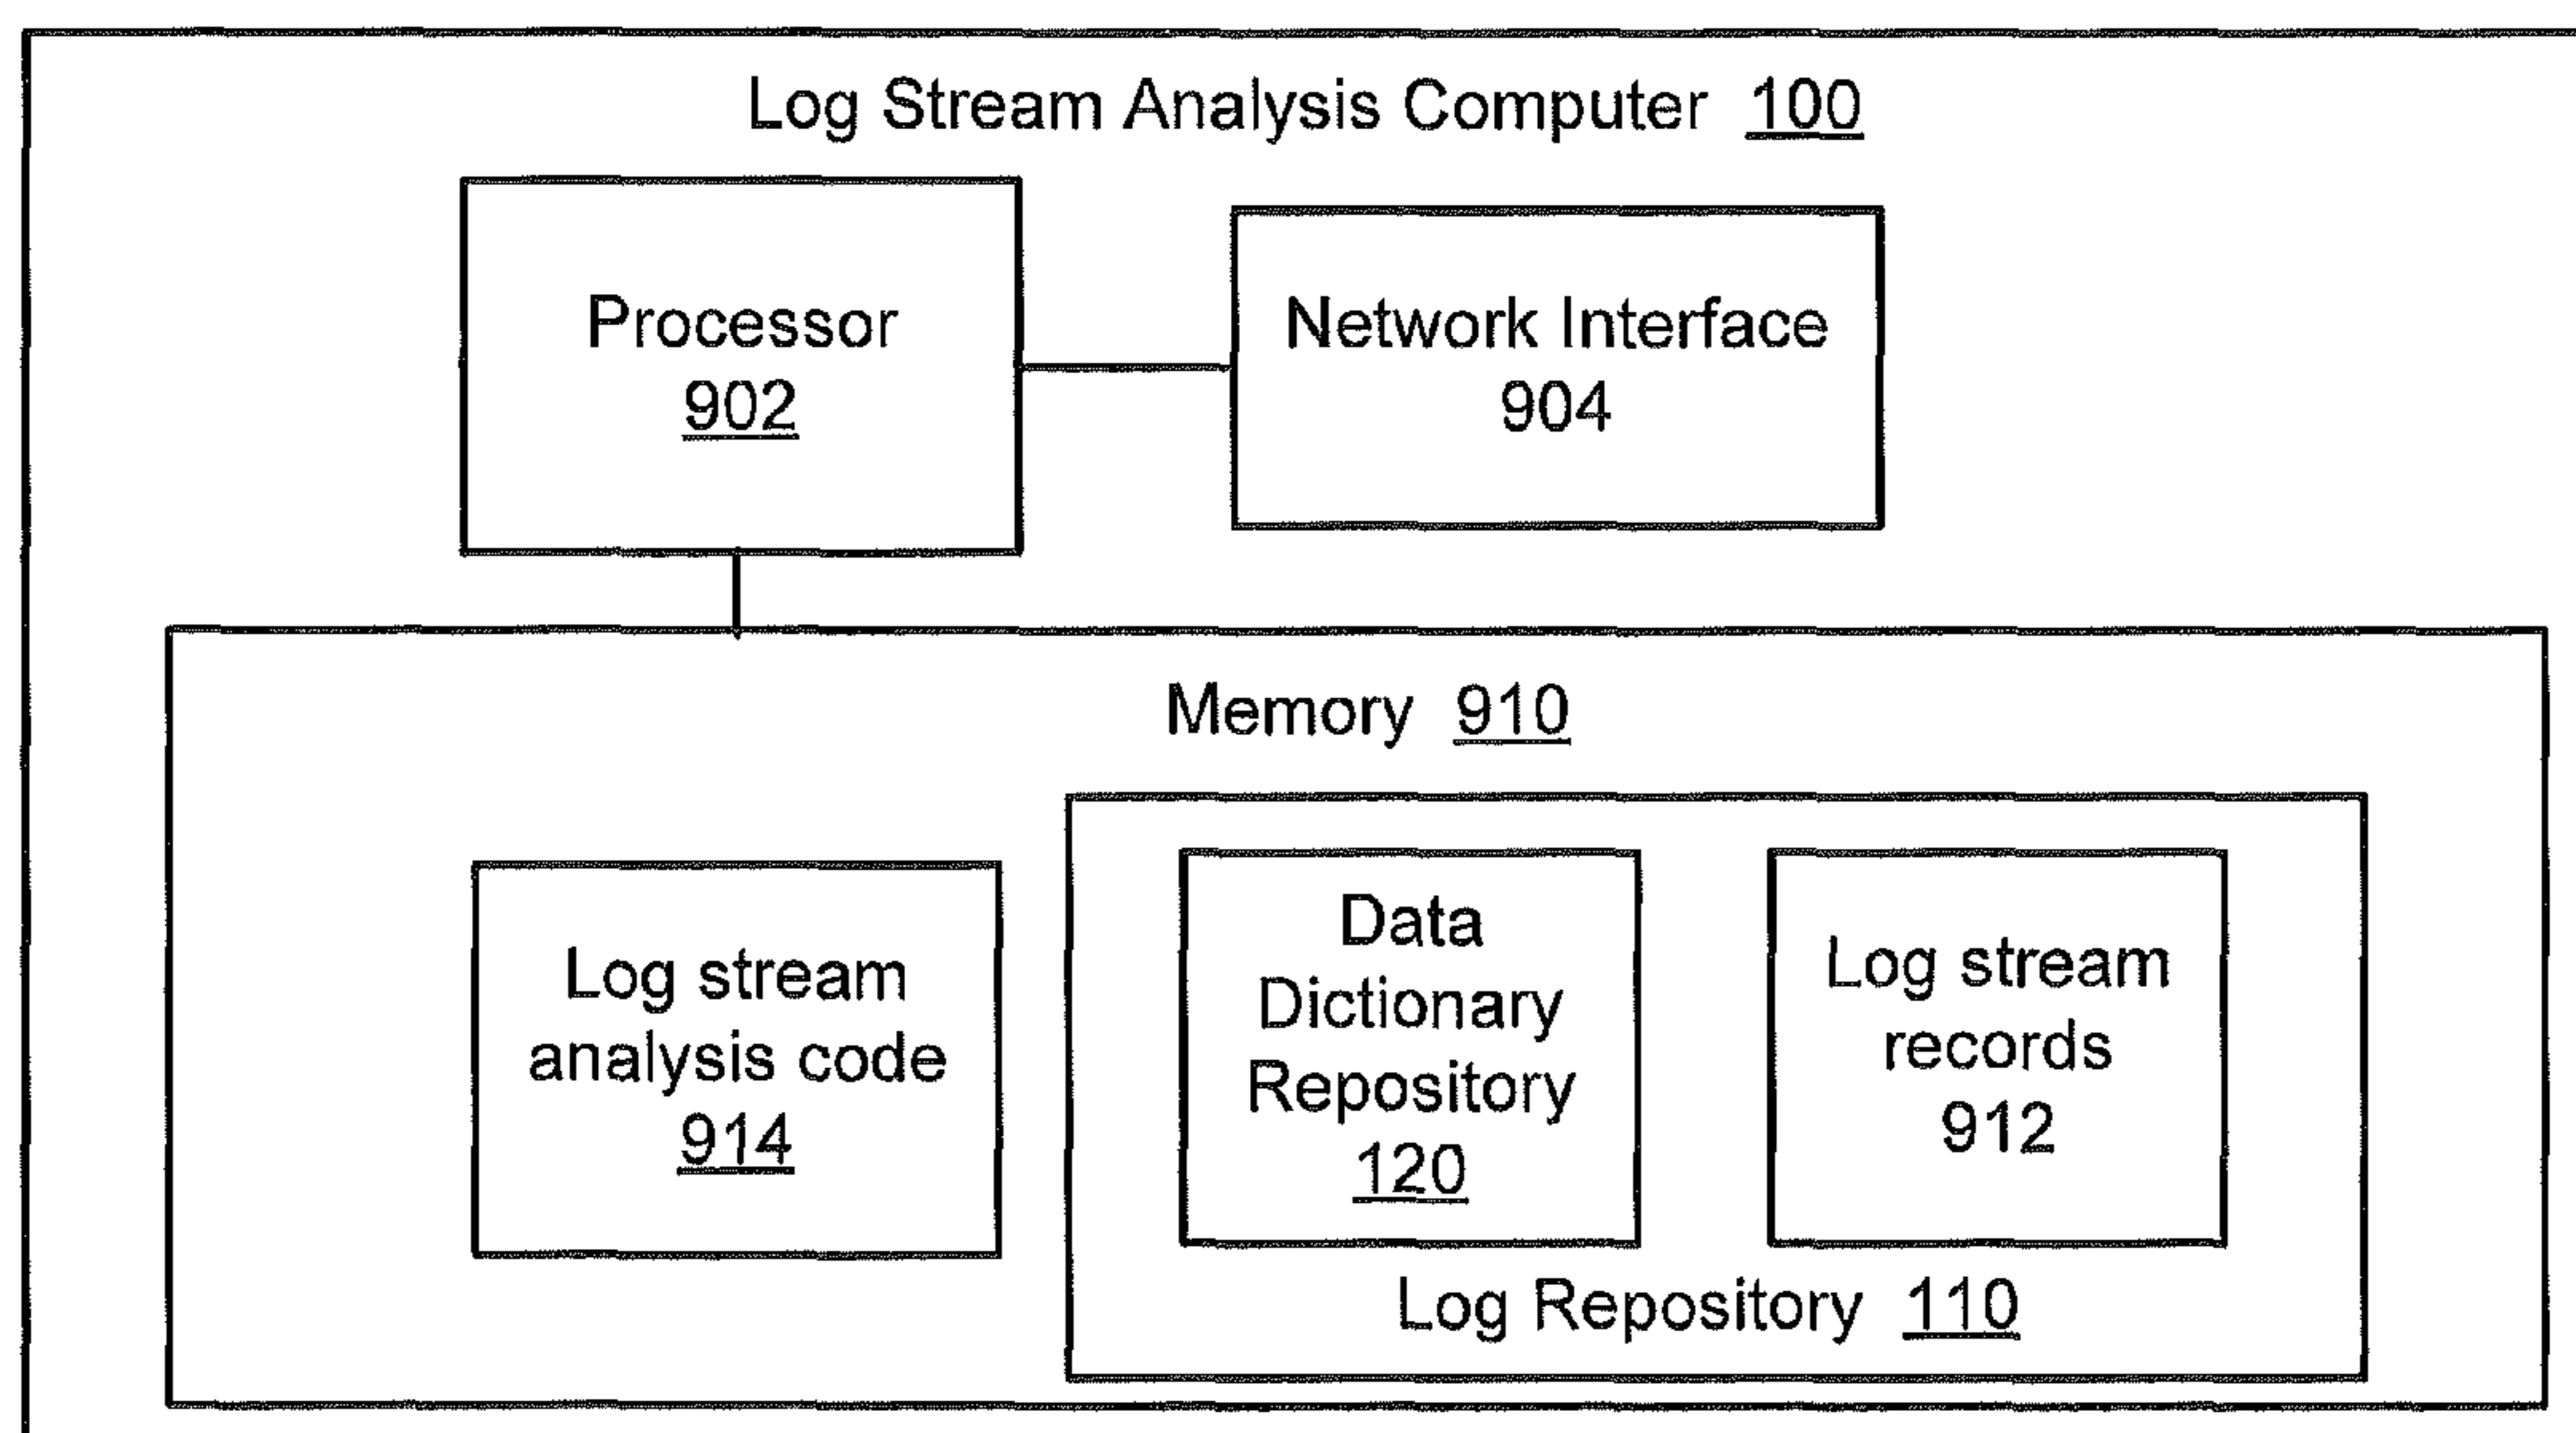 Log Stream Analysis Computer 100
Processor
902
Network Interface
904
Memory 910
Log stream
analysis code
914
Data
Dictionary
Repository
120
Log stream
records
912
Log Repository 110